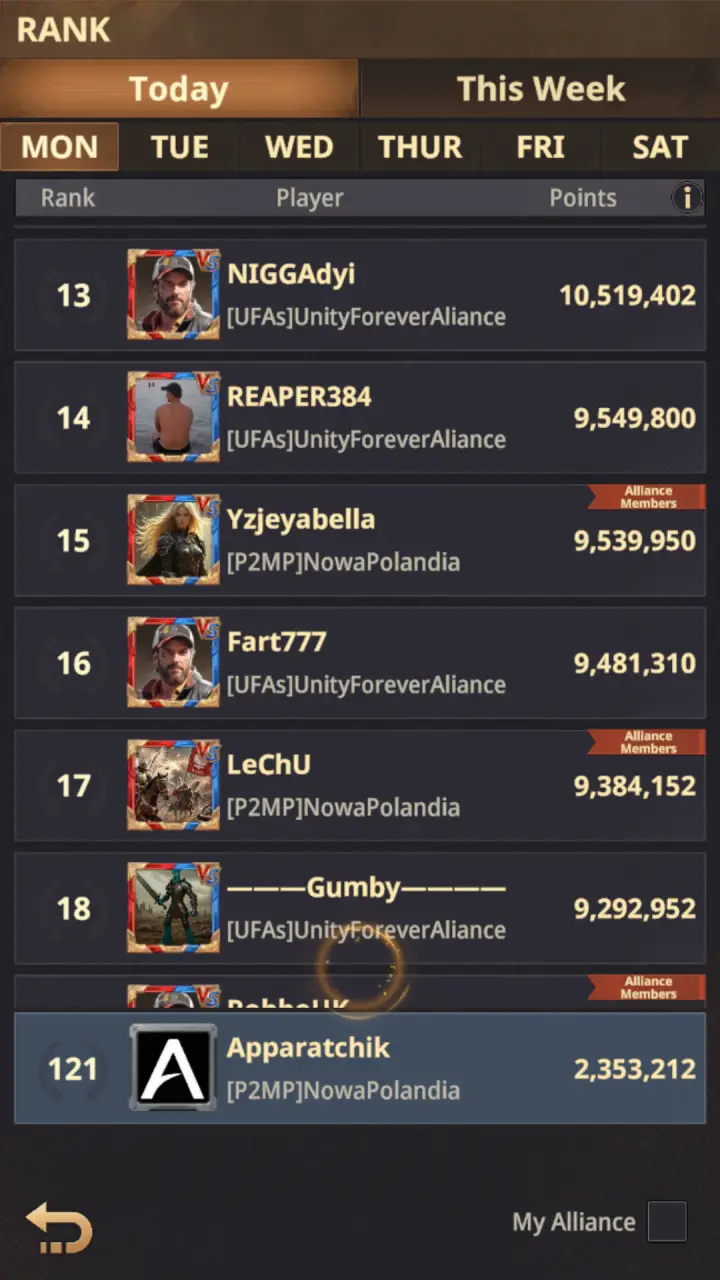 RANK
Today This Week
MON TUE WED THUR FRI SAT
Rank Player Points
13 NIGGAdyi 10,519,402
[UFAs]UnityForeverAliance
14 REAPER384 9,549,800
[UFAs]UnityForeverAliance
Alliance
Members
15 Yzjeyabella 9,539,950
[P2MP]NowaPolandia
16 Fart777 9,481,310
[UFAs]UnityForeverAliance
Alliance
Members
17 LeChU 9,384,152
[P2MP]NowaPolandia
18 ———Gumby———— 9,292,952
[UFAs]UnityForeverAliance
Alliance
Members
121 Apparatchik 2,353,212
[P2MP]NowaPolandia
My Alliance